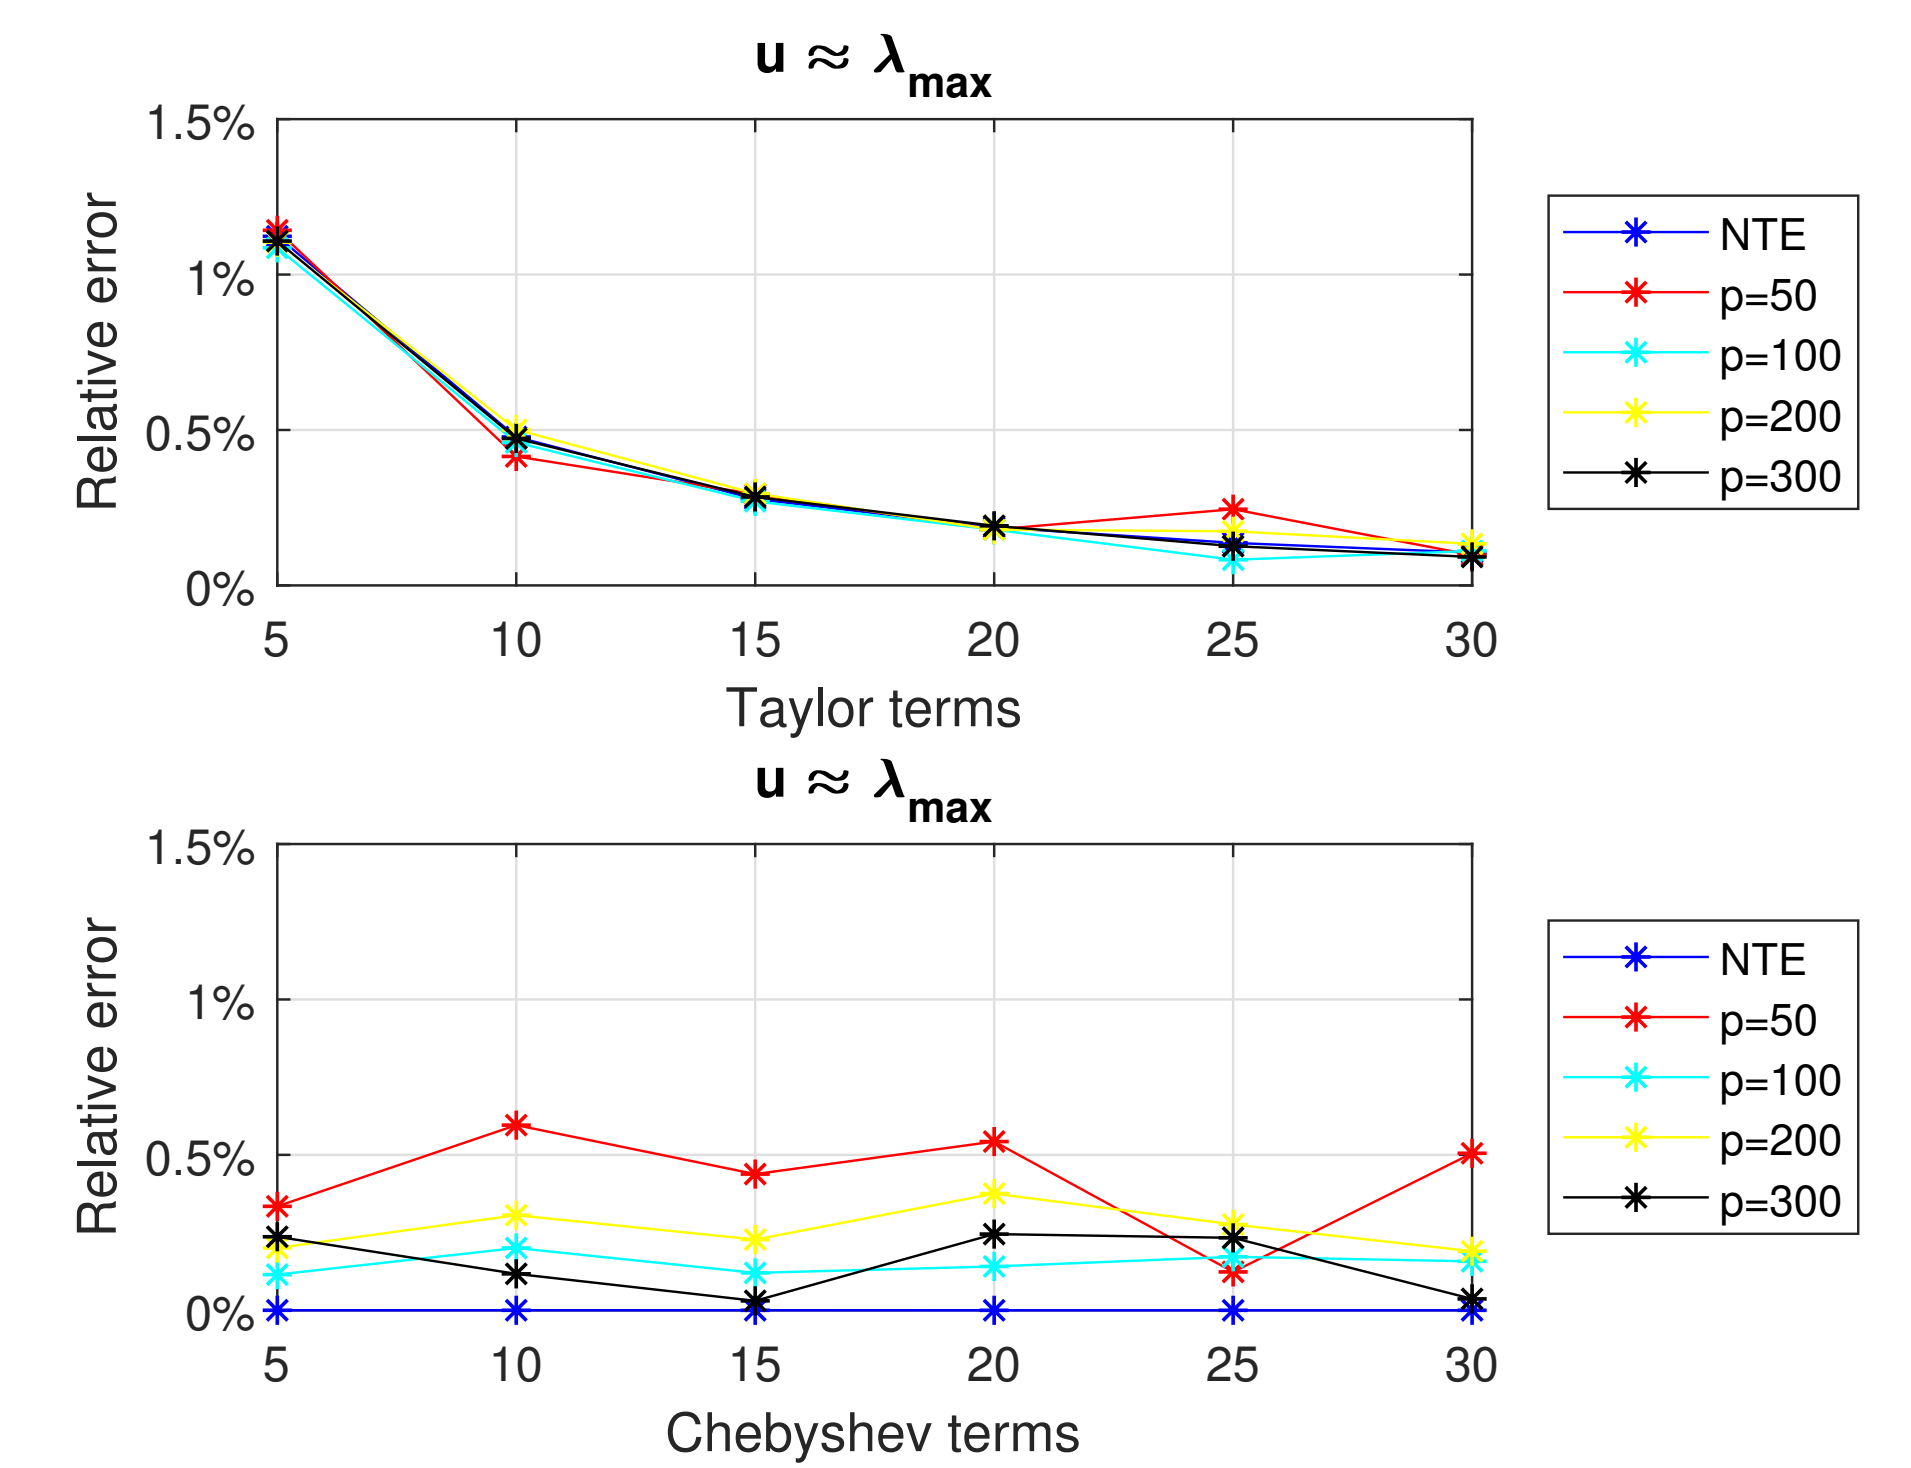 u ≈ λmax
1.5%
1%
0.5%
0%
Relative error
5 10 15 20 25 30
Taylor terms
NTE
p=50
p=100
p=200
p=300
u ≈ λmax
1.5%
1%
0.5%
0%
Relative error
5 10 15 20 25 30
Chebyshev terms
NTE
p=50
p=100
p=200
p=300